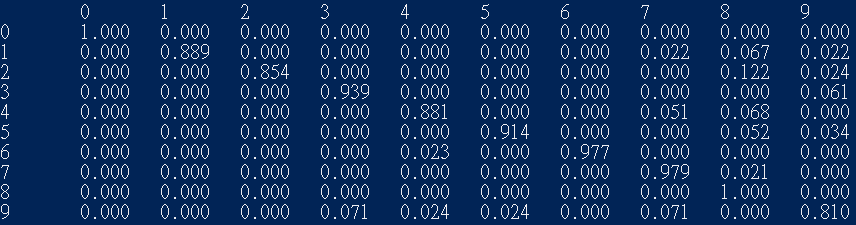 0 1 2 3 4 5 6 7 8 9
0 1.000 0.000 0.000 0.000 0.000 0.000 0.000 0.000 0.000 0.000
1 0.000 0.889 0.000 0.000 0.000 0.000 0.000 0.022 0.067 0.022
2 0.000 0.000 0.854 0.000 0.000 0.000 0.000 0.000 0.122 0.024
3 0.000 0.000 0.000 0.939 0.000 0.000 0.000 0.000 0.000 0.061
4 0.000 0.000 0.000 0.000 0.881 0.000 0.000 0.051 0.068 0.000
5 0.000 0.000 0.000 0.000 0.000 0.914 0.000 0.000 0.052 0.034
6 0.000 0.000 0.000 0.000 0.023 0.000 0.977 0.000 0.000 0.000
7 0.000 0.000 0.000 0.000 0.000 0.000 0.000 0.979 0.021 0.000
8 0.000 0.000 0.000 0.000 0.000 0.000 0.000 0.000 1.000 0.000
9 0.000 0.000 0.000 0.071 0.024 0.024 0.000 0.071 0.000 0.810